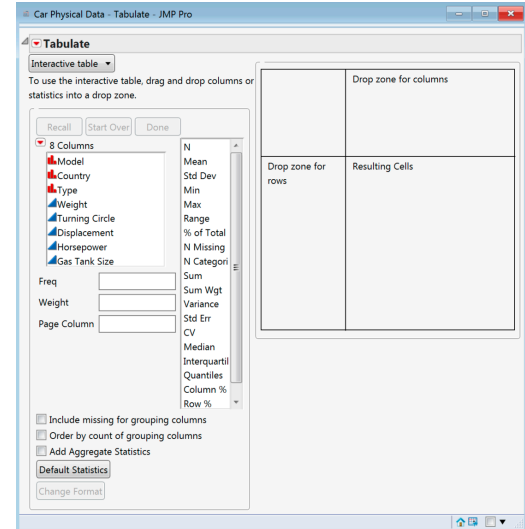 Car Physical Data - Tabulate - JMP Pro
Tabulate
Interactive table
To use the interactive table, drag and drop columns or
statistics into a drop zone.
Recall Start Over Done
8 Columns
Model
Country
Type
Weight
Turning Circle
Displacement
Horsepower
Gas Tank Size
Freq
Weight
Page Column
N
Mean
Std Dev
Min
Max
Range
% of Total
N Missing
N Categori
Sum
Sum Wgt
Variance
Std Err
CV
Median
Interquartil
Quantiles
Column %
Row %
Include missing for grouping columns
Order by count of grouping columns
Add Aggregate Statistics
Default Statistics
Change Format
Drop zone for columns
Drop zone for
rows
Resulting Cells